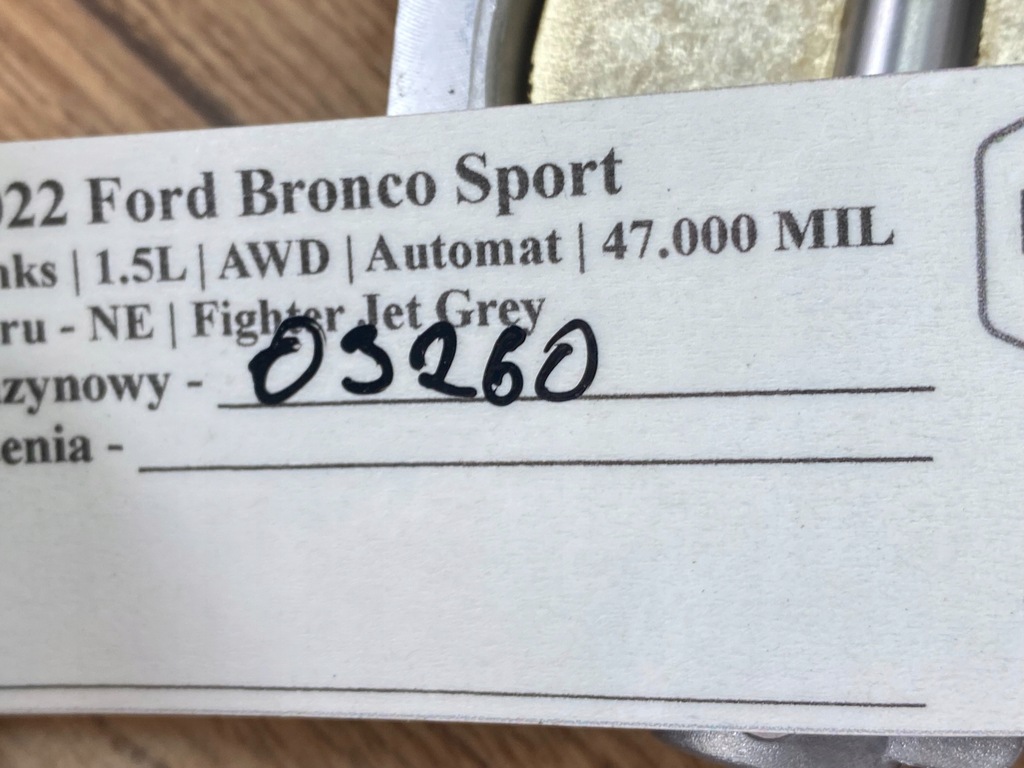 022 Ford Bronco Sport
nks | 1.5L | AWD | Automat | 47.000 MIL
ru - NE | Fighter Jet Grey
zynowy - 03260
enia -